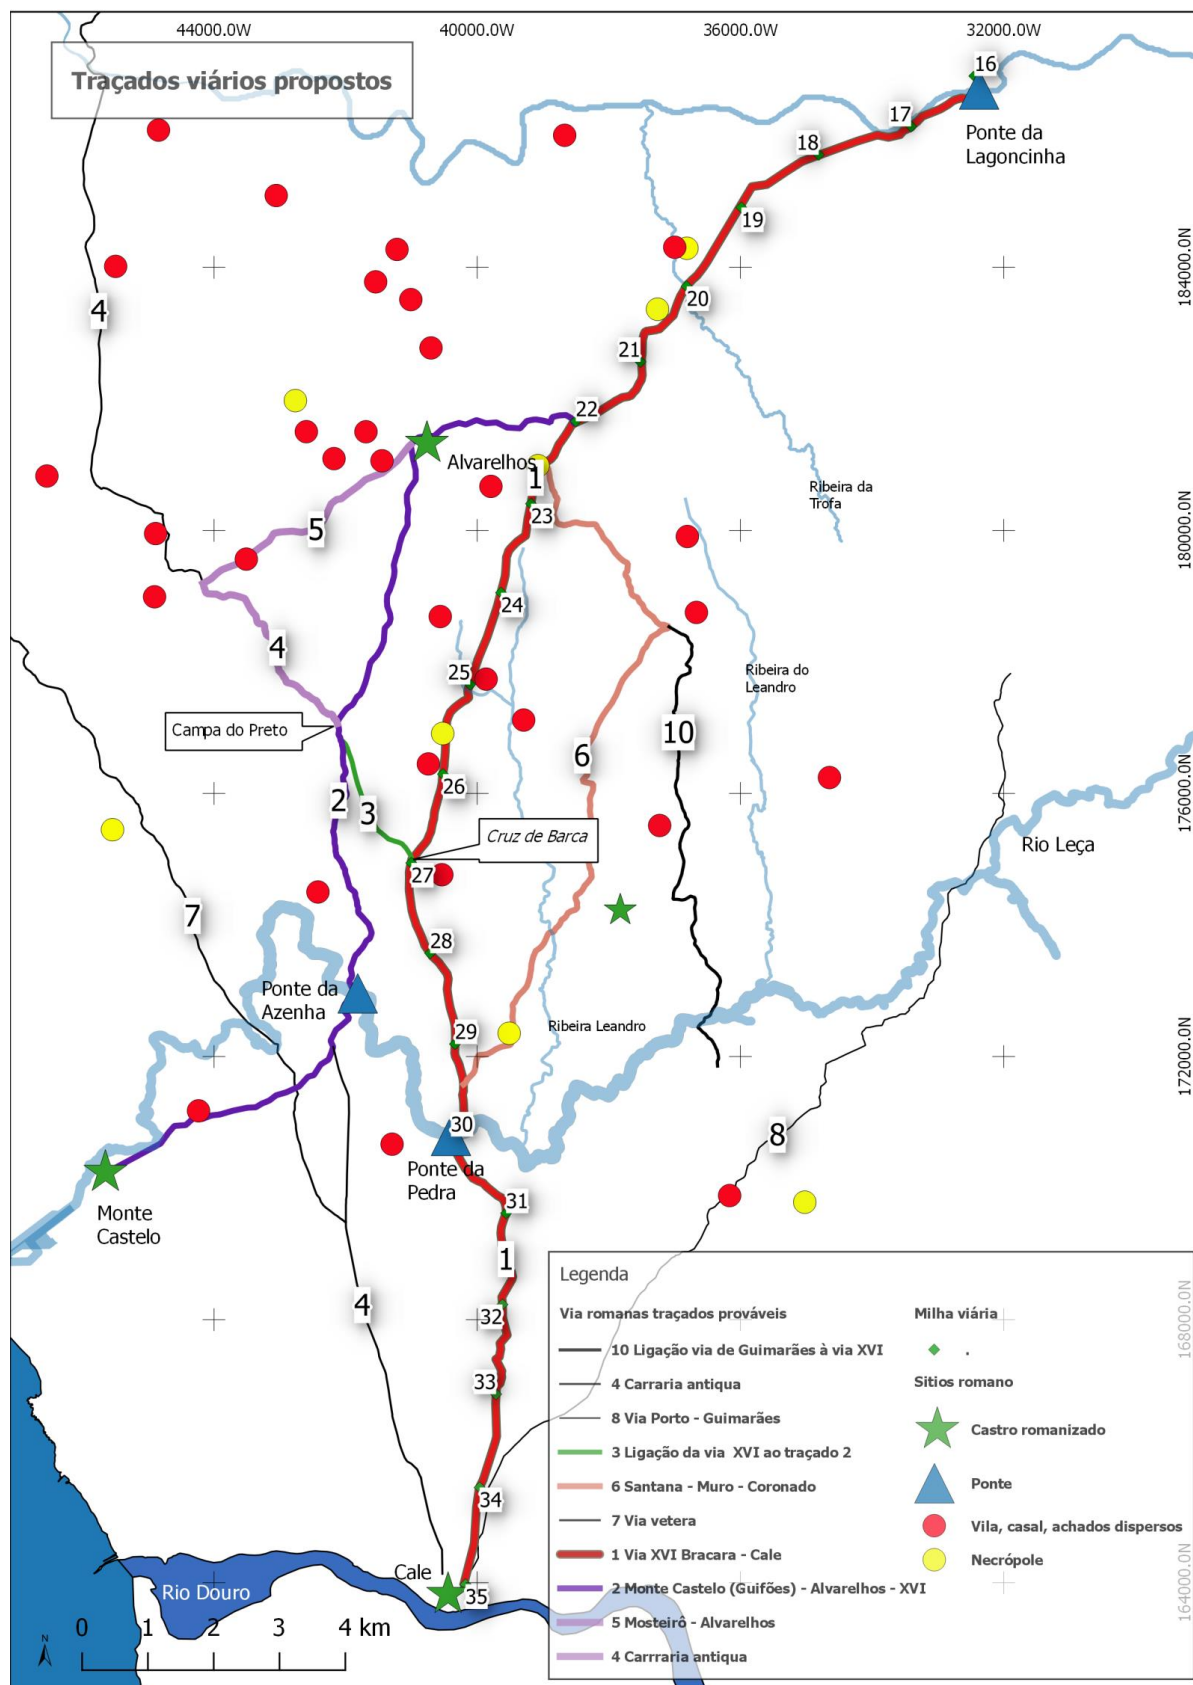 44000.0W
40000.0W
36000.0W
32000.0W
Traçados viários propostos
16
17
Ponte da
Lagoncinha
18
19
184000.0N
4
20
21
22
Alvarelhos
1
Ribeira da
Trofa
5
23
180000.0N
24
4
25
Ribeira do
Leandro
Campa do Preto
10
6
26
2
3
Cruz de Barca
176000.0N
Rio Leça
27
7
28
Ponte da
Azenha
29
Ribeira Leandro
172000.0N
30
8
Ponte da
Pedra
31
Monte
Castelo
1
4
32
33
34
Cale
35
Rio Douro
N
0 1 2 3 4 km
168000.0N
164000.0N
Legenda
Via romanas traçados prováveis
10 Ligação via de Guimarães à via XVI
4 Carraria antiqua
8 Via Porto - Guimarães
3 Ligação da via XVI ao traçado 2
6 Santana - Muro - Coronado
7 Via vetera
1 Via XVI Bracara - Cale
2 Monte Castelo (Guifões) - Alvarelhos - XVI
5 Mosteirô - Alvarelhos
4 Carrraria antiqua
Milha viária
.
Sitios romano
Castro romanizado
Ponte
Vila, casal, achados dispersos
Necrópole